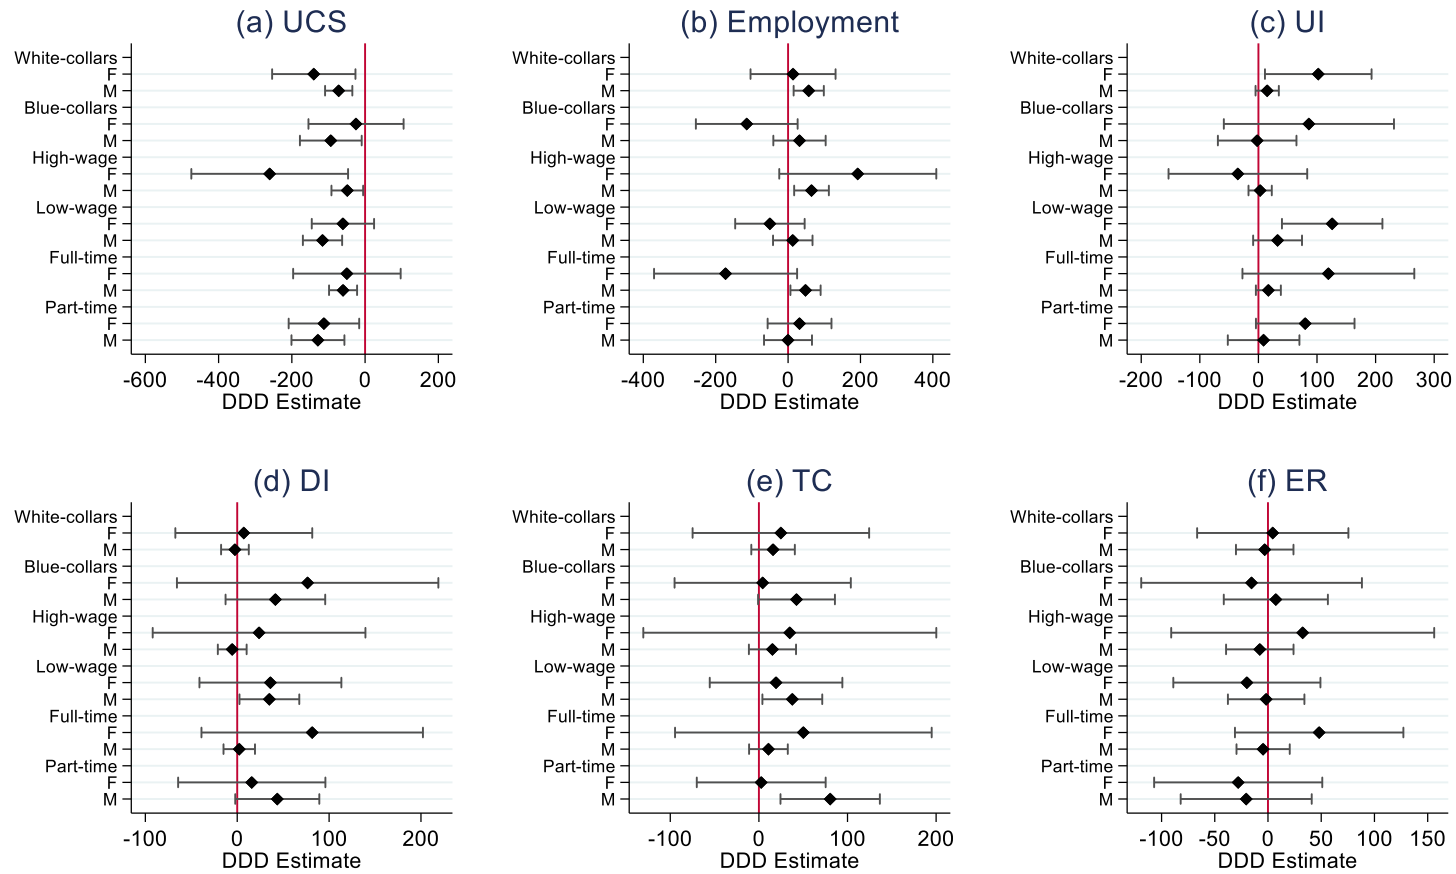 (a) UCS
White-collars
F
M
Blue-collars
F
M
High-wage
F
M
Low-wage
F
M
Full-time
F
M
Part-time
F
M
-600 -400 -200 0 200
DDD Estimate
(b) Employment
White-collars
F
M
Blue-collars
F
M
High-wage
F
M
Low-wage
F
M
Full-time
F
M
Part-time
F
M
-400 -200 0 200 400
DDD Estimate
(c) UI
White-collars
F
M
Blue-collars
F
M
High-wage
F
M
Low-wage
F
M
Full-time
F
M
Part-time
F
M
-200 -100 0 100 200 300
DDD Estimate
(d) DI
White-collars
F
M
Blue-collars
F
M
High-wage
F
M
Low-wage
F
M
Full-time
F
M
Part-time
F
M
-100 0 100 200
DDD Estimate
(e) TC
White-collars
F
M
Blue-collars
F
M
High-wage
F
M
Low-wage
F
M
Full-time
F
M
Part-time
F
M
-100 0 100 200
DDD Estimate
(f) ER
White-collars
F
M
Blue-collars
F
M
High-wage
F
M
Low-wage
F
M
Full-time
F
M
Part-time
F
M
-100 -50 0 50 100 150
DDD Estimate